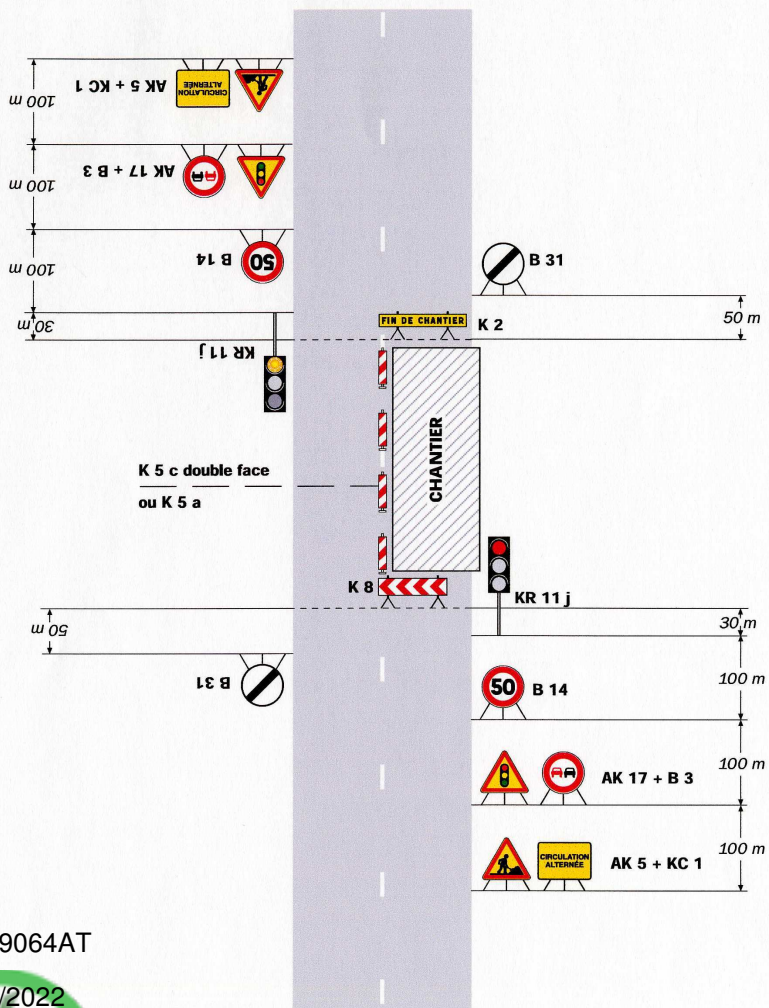 AK 5 + KC 1
CIRCULATION
ALTERNÉE
100 m
AK 17 + B 3
100 m
B 14
50
100 m
B 31
30 m
KR 11 j
FIN DE CHANTIER
K 2
50 m
CHANTIER
K 5 c double face
ou K 5 a
K 8
KR 11 j
50 m
30 m
B 31
50
B 14
100 m
AK 17 + B 3
100 m
CIRCULATION
ALTERNÉE
AK 5 + KC 1
100 m
9064AT
/2022